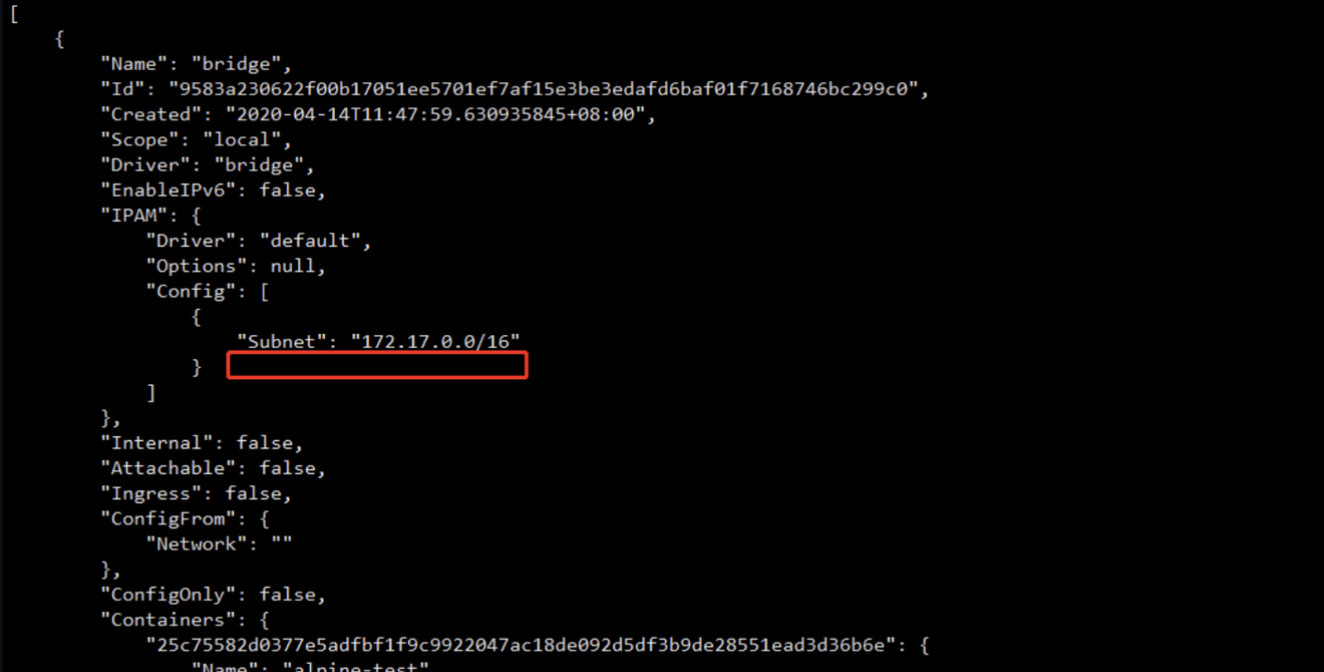 [
{
"Name": "bridge",
"Id": "9583a230622f00b17051ee5701ef7af15e3be3edafd6baf01f7168746bc299c0",
"Created": "2020-04-14T11:47:59.630935845+08:00",
"Scope": "local",
"Driver": "bridge",
"EnableIPv6": false,
"IPAM": {
"Driver": "default",
"Options": null,
"Config": [
{
"Subnet": "172.17.0.0/16"
}
]
},
"Internal": false,
"Attachable": false,
"Ingress": false,
"ConfigFrom": {
"Network": ""
},
"ConfigOnly": false,
"Containers": {
"25c75582d0377e5adfbf1f9c9922047ac18de092d5df3b9de28551ead3d36b6e": {
"Name": "alpine-test"